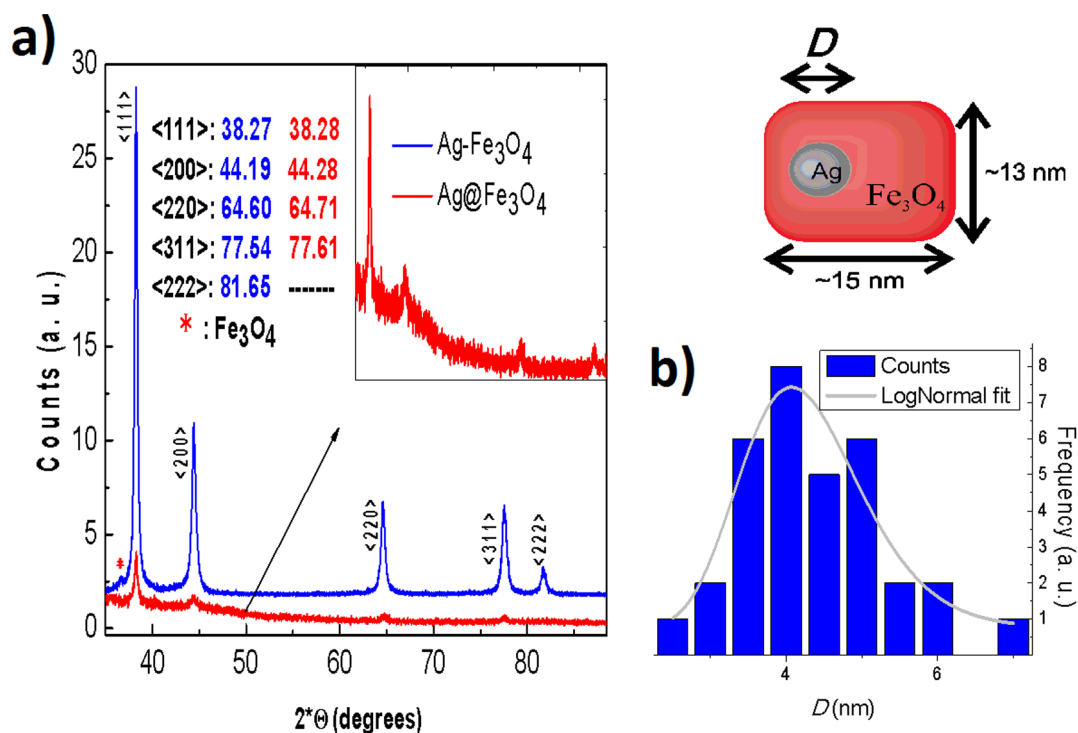 a)
30
25
20
15
10
5
0
Counts (a. u.)
<111>
<111>: 38.27 38.28
<200>: 44.19 44.28
<220>: 64.60 64.71
<311>: 77.54 77.61
<222>: 81.65 -------
* : Fe₃O₄
Ag-Fe₃O₄
Ag@Fe₃O₄
<200>
<220>
<311>
<222>
*
40 50 60 70 80
2*Θ (degrees)
D
Ag
Fe₃O₄
~13 nm
~15 nm
b)
Counts
LogNormal fit
8
7
6
5
4
3
2
1
Frequency (a. u.)
4 6
D (nm)